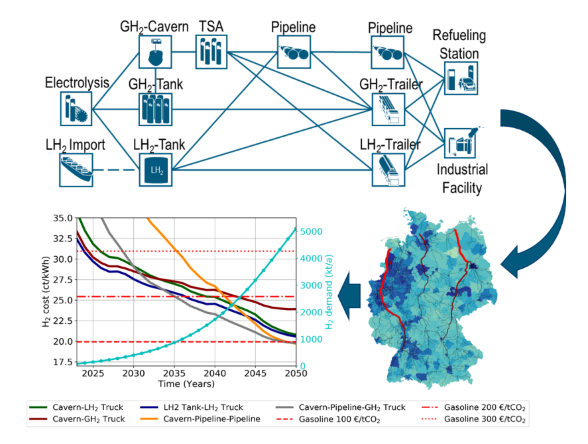 GH₂-Cavern TSA Pipeline Pipeline
Refueling
Station
Electrolysis GH₂-Tank GH₂-Trailer
LH₂ Import LH₂-Tank LH₂-Trailer
LH₂
Industrial
Facility
35.0
32.5
30.0
27.5
25.0
22.5
20.0
17.5
H₂ cost (ct/kWh)
5000
4000
3000
2000
1000
0
H₂ demand (kt/a)
2025 2030 2035 2040 2045 2050
Time (Years)
Cavern-LH₂ Truck LH2 Tank-LH₂ Truck Cavern-Pipeline-GH₂ Truck Gasoline 200 €/tCO₂
Cavern-GH₂ Truck Cavern-Pipeline-Pipeline Gasoline 100 €/tCO₂ Gasoline 300 €/tCO₂